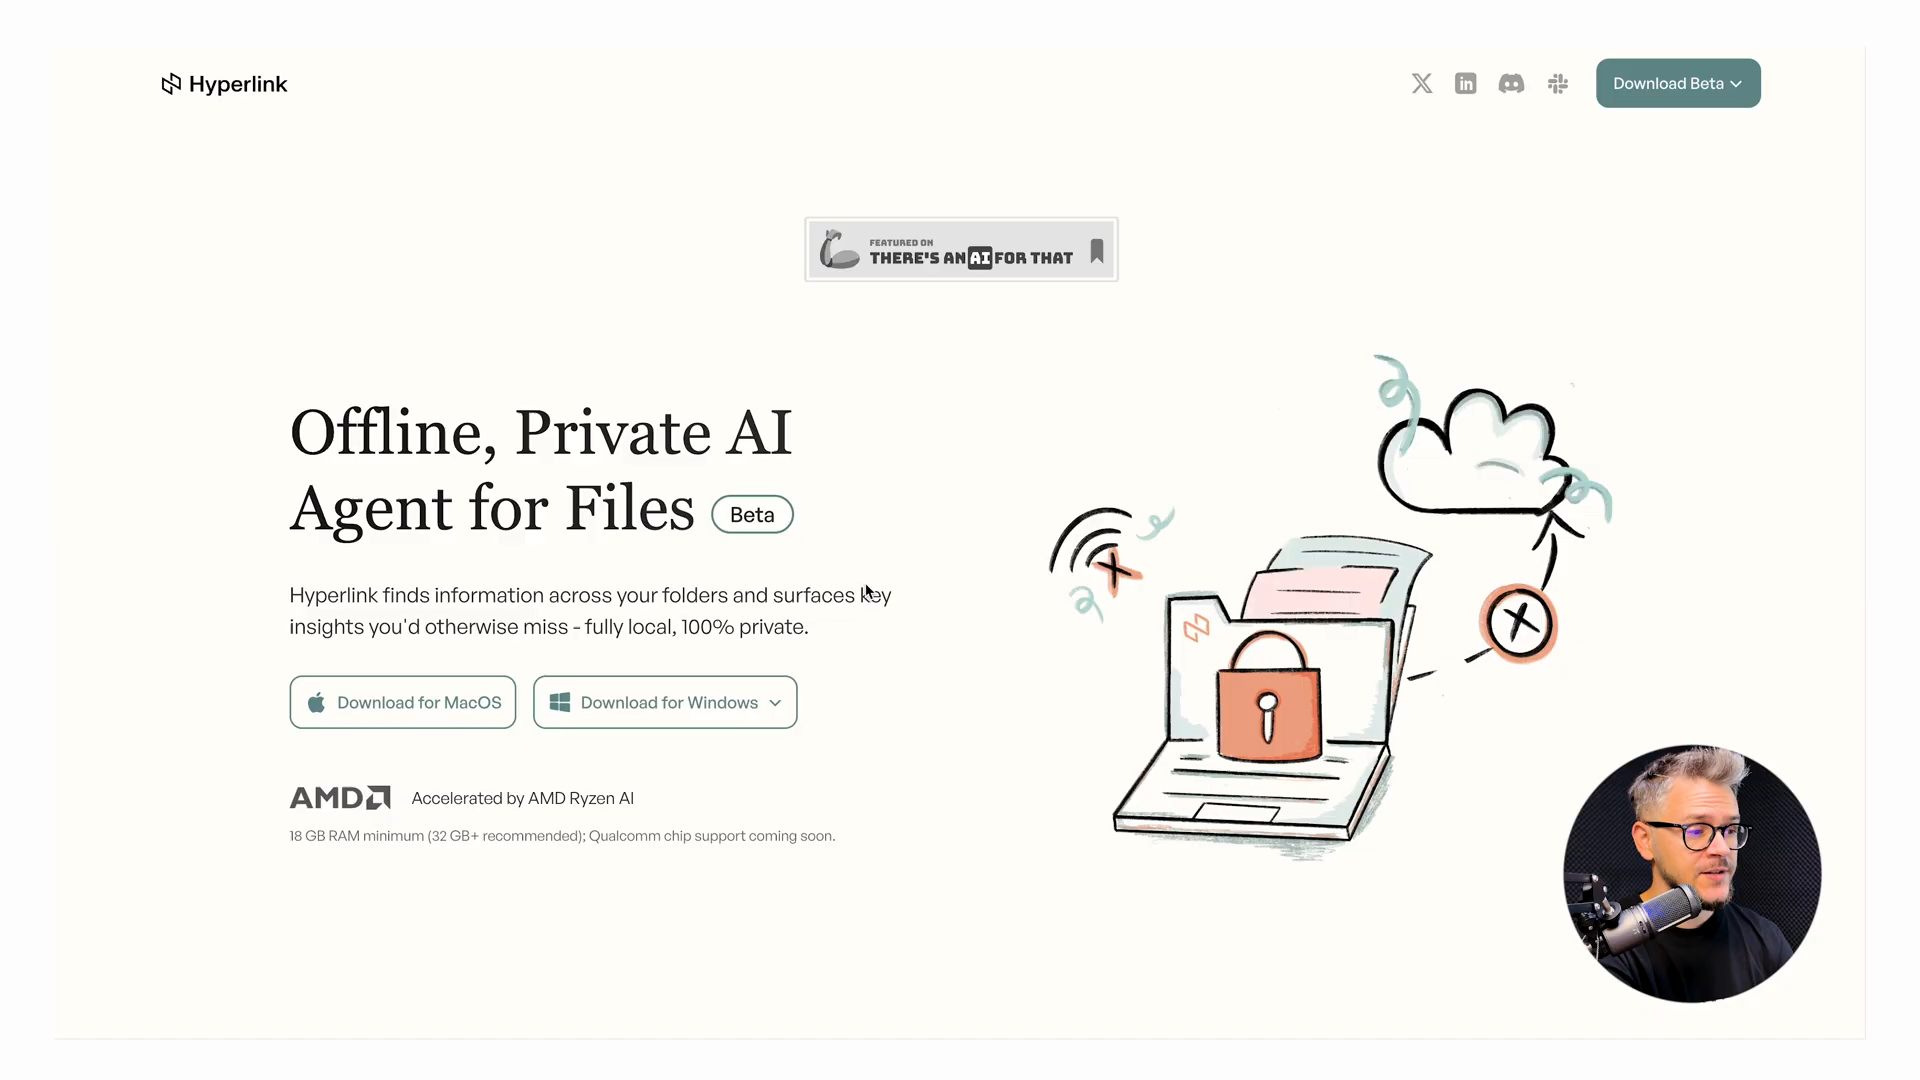 Hyperlink
Download Beta
FEATURED ON
THERE'S AN AI FOR THAT
Offline, Private AI
Agent for Files
Beta
Hyperlink finds information across your folders and surfaces key
insights you'd otherwise miss - fully local, 100% private.
Download for MacOS
Download for Windows
AMD
Accelerated by AMD Ryzen AI
18 GB RAM minimum (32 GB+ recommended); Qualcomm chip support coming soon.